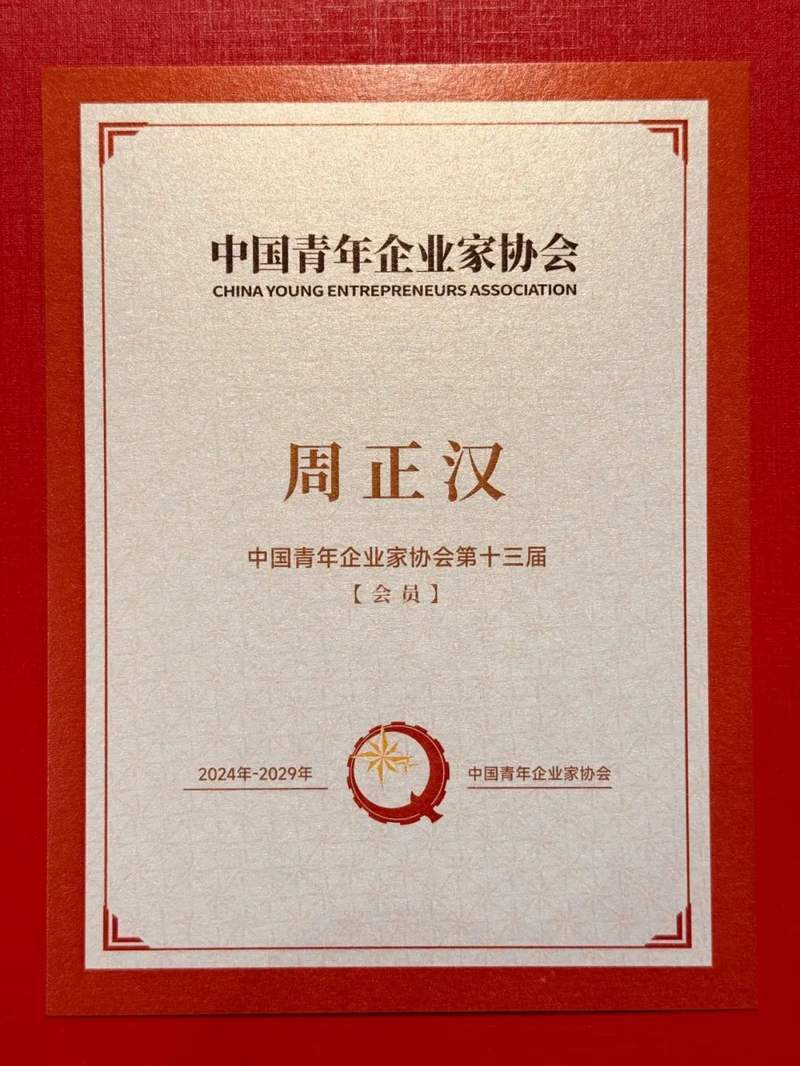 中国青年企业家协会
CHINA YOUNG ENTREPRENEURS ASSOCIATION
周正汉
中国青年企业家协会第十三届
【会员】
2024年-2029年
中国青年企业家协会